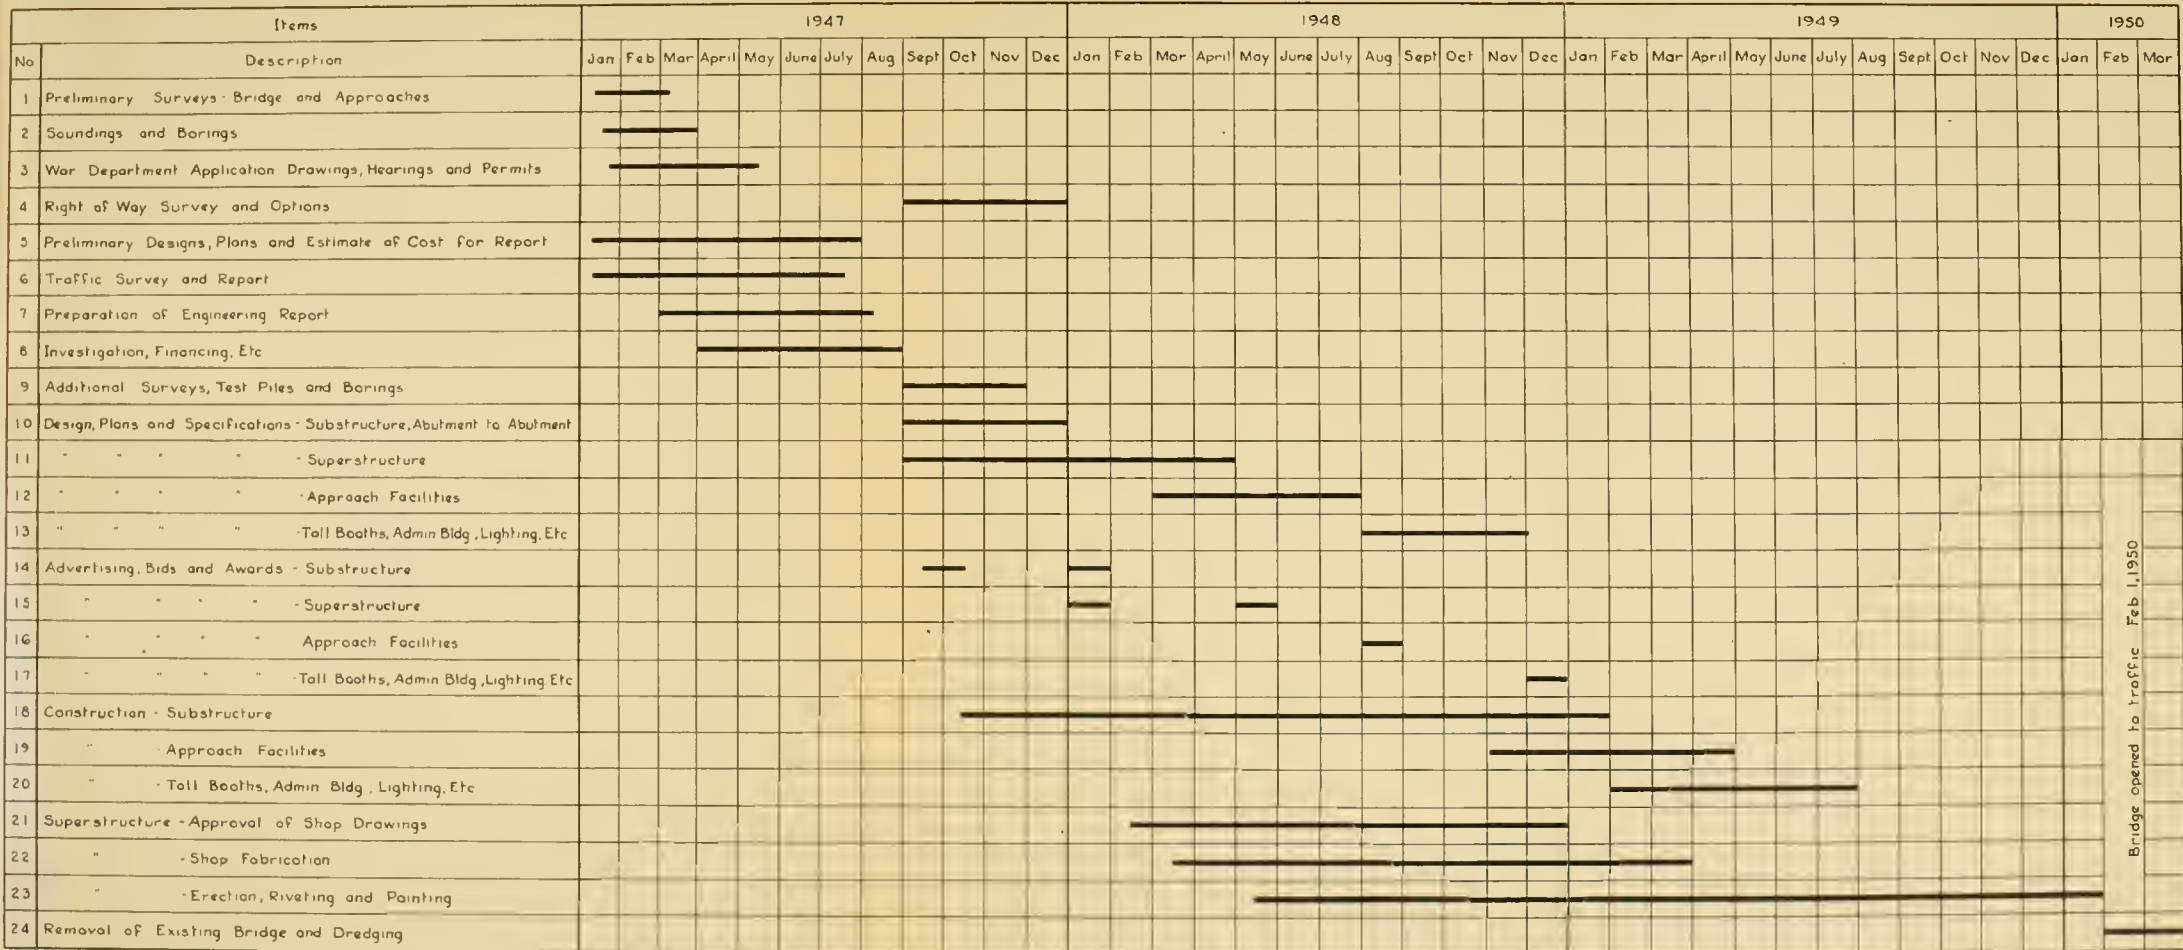 Items 1947 1948 1949 1950
No Description Jan Feb Mar April May June July Aug Sept Oct Nov Dec Jan Feb Mar April May June July Aug Sept Oct Nov Dec Jan Feb Mar April May June July Aug Sept Oct Nov Dec Jan Feb Mar
1 Preliminary Surveys - Bridge and Approaches
2 Soundings and Borings
3 War Department Application Drawings, Hearings and Permits
4 Right of Way Survey and Options
5 Preliminary Designs, Plans and Estimate of Cost for Report
6 Traffic Survey and Report
7 Preparation of Engineering Report
8 Investigation, Financing, Etc
9 Additional Surveys, Test Piles and Borings
10 Design, Plans and Specifications - Substructure, Abutment to Abutment
11 " " " " - Superstructure
12 " " " " - Approach Facilities
13 " " " " - Toll Booths, Admin Bldg, Lighting, Etc
14 Advertising, Bids and Awards - Substructure
15 " " " " - Superstructure
16 " " " " Approach Facilities
17 " " " " - Toll Booths, Admin Bldg, Lighting Etc
18 Construction - Substructure
19 " - Approach Facilities
20 " - Toll Booths, Admin Bldg, Lighting, Etc
21 Superstructure - Approval of Shop Drawings
22 " - Shop Fabrication
23 " - Erection, Riveting and Painting
24 Removal of Existing Bridge and Dredging
Bridge opened to traffic Feb 1, 1950